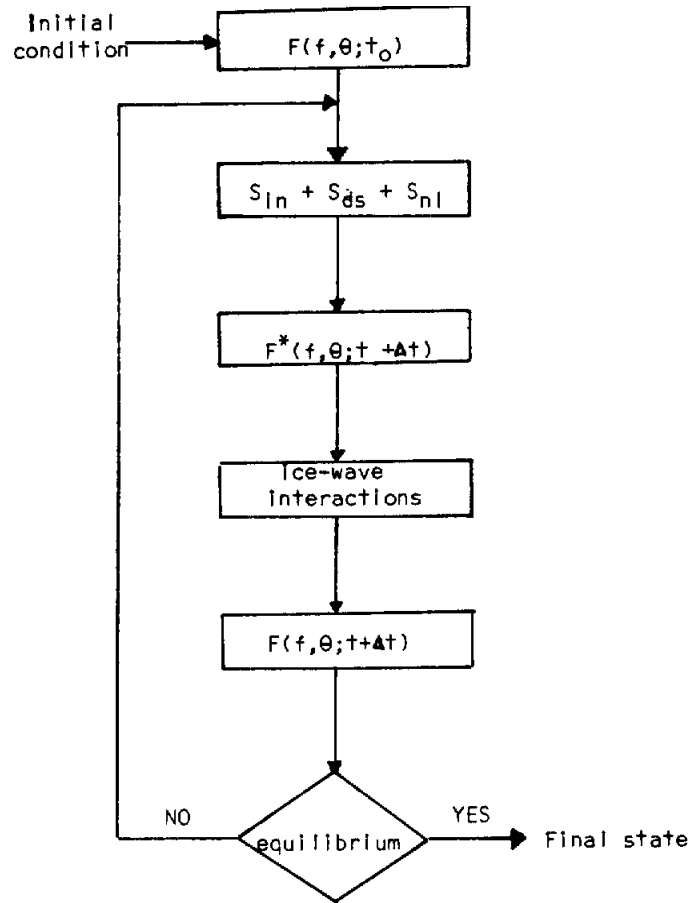 Initial
condition
F(f,θ;t₀)
S_in + S_ds + S_nl
F*(f,θ;t +Δt)
ice-wave
interactions
F(f,θ;t+Δt)
NO
equilibrium
YES
Final state